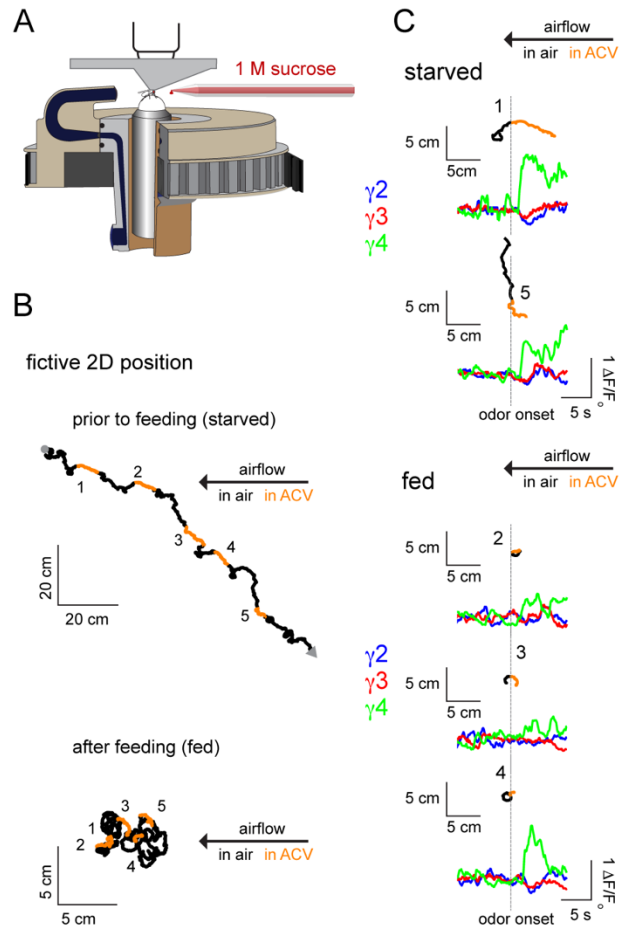 A
1 M sucrose
B
fictive 2D position
prior to feeding (starved)
airflow
in air in ACV
1
2
3
4
5
20 cm
20 cm
after feeding (fed)
airflow
in air in ACV
1
2
3
4
5
5 cm
5 cm
C
airflow
in air in ACV
starved
1
5 cm
5cm
γ2
γ3
γ4
5
5 cm
5 cm
1 ΔF/F°
5 s
odor onset
airflow
in air in ACV
fed
2
5 cm
5 cm
3
γ2
γ3
γ4
5 cm
5 cm
4
5 cm
5 cm
1 ΔF/F°
5 s
odor onset